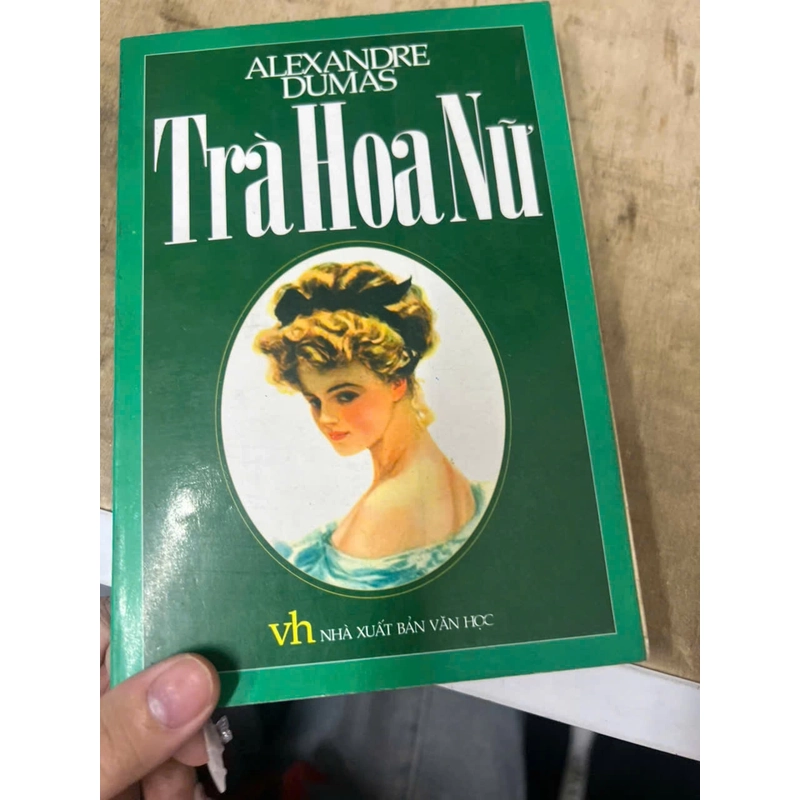 ALEXANDRE
DUMAS
Trà Hoa Nữ
vh NHÀ XUẤT BẢN VĂN HỌC